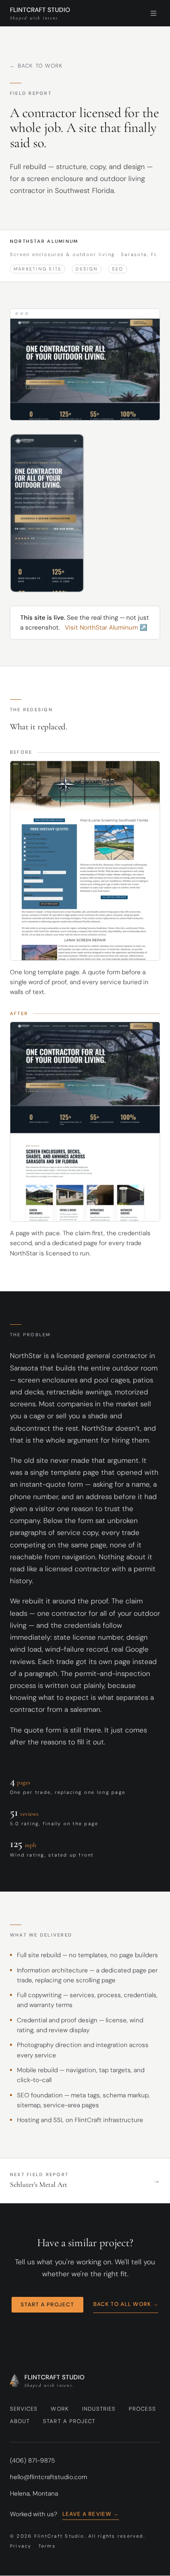 FLINTCRAFT STUDIO
Shaped with intent.
← BACK TO WORK
FIELD REPORT
A contractor licensed for the
whole job. A site that finally
said so.
Full rebuild — structure, copy, and design —
for a screen enclosure and outdoor living
contractor in Southwest Florida.
NORTHSTAR ALUMINUM
Screen enclosures & outdoor living · Sarasota, FL
MARKETING SITE
DESIGN
SEO
ONE CONTRACTOR FOR ALL
OF YOUR OUTDOOR LIVING.
0
125+
55+
100%
ONE
CONTRACTOR
FOR ALL OF
YOUR OUTDOOR
LIVING.
0
125+
55
100%
This site is live. See the real thing — not just
a screenshot. Visit NorthStar Aluminum ↗
THE REDESIGN
What it replaced.
BEFORE
FREE INSTANT QUOTE
LANAI SCREEN REPAIR
One long template page. A quote form before a
single word of proof, and every service buried in
walls of text.
AFTER
ONE CONTRACTOR FOR ALL
OF YOUR OUTDOOR LIVING.
0
125+
55+
100%
SCREEN ENCLOSURES, DECKS,
SHADES, AND AWNINGS ACROSS
SARASOTA AND SW FLORIDA
A page with pace. The claim first, the credentials
second, and a dedicated page for every trade
NorthStar is licensed to run.
THE PROBLEM
NorthStar is a licensed general contractor in
Sarasota that builds the entire outdoor room
— screen enclosures and pool cages, patios
and decks, retractable awnings, motorized
screens. Most companies in the market sell
you a cage or sell you a shade and
subcontract the rest. NorthStar doesn't, and
that is the whole argument for hiring them.
The old site never made that argument. It
was a single template page that opened with
an instant-quote form — asking for a name, a
phone number, and an address before it had
given a visitor one reason to trust the
company. Below the form sat unbroken
paragraphs of service copy, every trade
competing on the same page, none of it
reachable from navigation. Nothing about it
read like a licensed contractor with a permit
history.
We rebuilt it around the proof. The claim
leads — one contractor for all of your outdoor
living — and the credentials follow
immediately: state license number, design
wind load, wind-failure record, real Google
reviews. Each trade got its own page instead
of a paragraph. The permit-and-inspection
process is written out plainly, because
knowing what to expect is what separates a
contractor from a salesman.
The quote form is still there. It just comes
after the reasons to fill it out.
4 pages
One per trade, replacing one long page
51 reviews
5.0 rating, finally on the page
125 mph
Wind rating, stated up front
WHAT WE DELIVERED
Full site rebuild — no templates, no page builders
Information architecture — a dedicated page per
trade, replacing one scrolling page
Full copywriting — services, process, credentials,
and warranty terms
Credential and proof design — license, wind
rating, and review display
Photography direction and integration across
every service
Mobile rebuild — navigation, tap targets, and
click-to-call
SEO foundation — meta tags, schema markup,
sitemap, service-area pages
Hosting and SSL on FlintCraft infrastructure
NEXT FIELD REPORT
Schluter's Metal Art
→
Have a similar project?
Tell us what you're working on. We'll tell you
whether we're the right fit.
START A PROJECT
BACK TO ALL WORK →
FLINTCRAFT STUDIO
Shaped with intent.
SERVICES WORK INDUSTRIES PROCESS
ABOUT START A PROJECT
(406) 871-9875
hello@flintcraftstudio.com
Helena, Montana
Worked with us? LEAVE A REVIEW →
© 2026 FlintCraft Studio. All rights reserved.
Privacy Terms